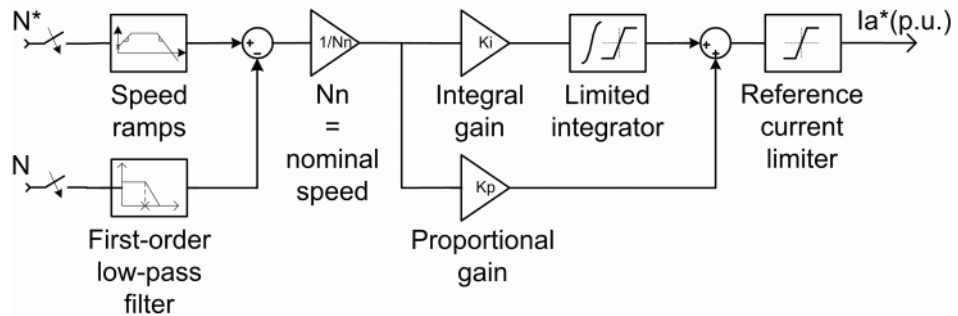 N*
Ia*(p.u.)
+
-
1/Nn
Ki
+
+
Speed
ramps
Nn
=
nominal
speed
Integral
gain
Limited
integrator
Reference
current
limiter
N
Kp
First-order
low-pass
filter
Proportional
gain